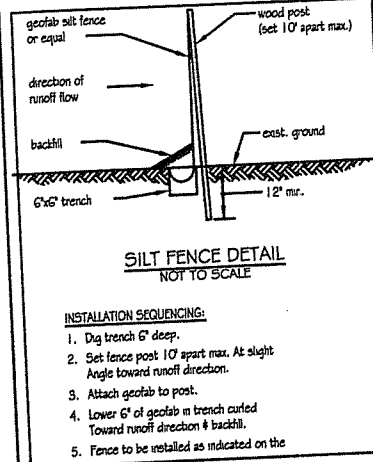 geofab silt fence
or equal
wood post
(set 10' apart max.)
direction of
runoff flow
backfill
exist. ground
6"x6" trench
12" min.
SILT FENCE DETAIL
NOT TO SCALE
INSTALLATION SEQUENCING:
1. Dig trench 6" deep.
2. Set fence post 10' apart max. At slight
Angle toward runoff direction.
3. Attach geofab to post.
4. Lower 6" of geofab in trench curled
Toward runoff direction & backfill.
5. Fence to be installed as indicated on the